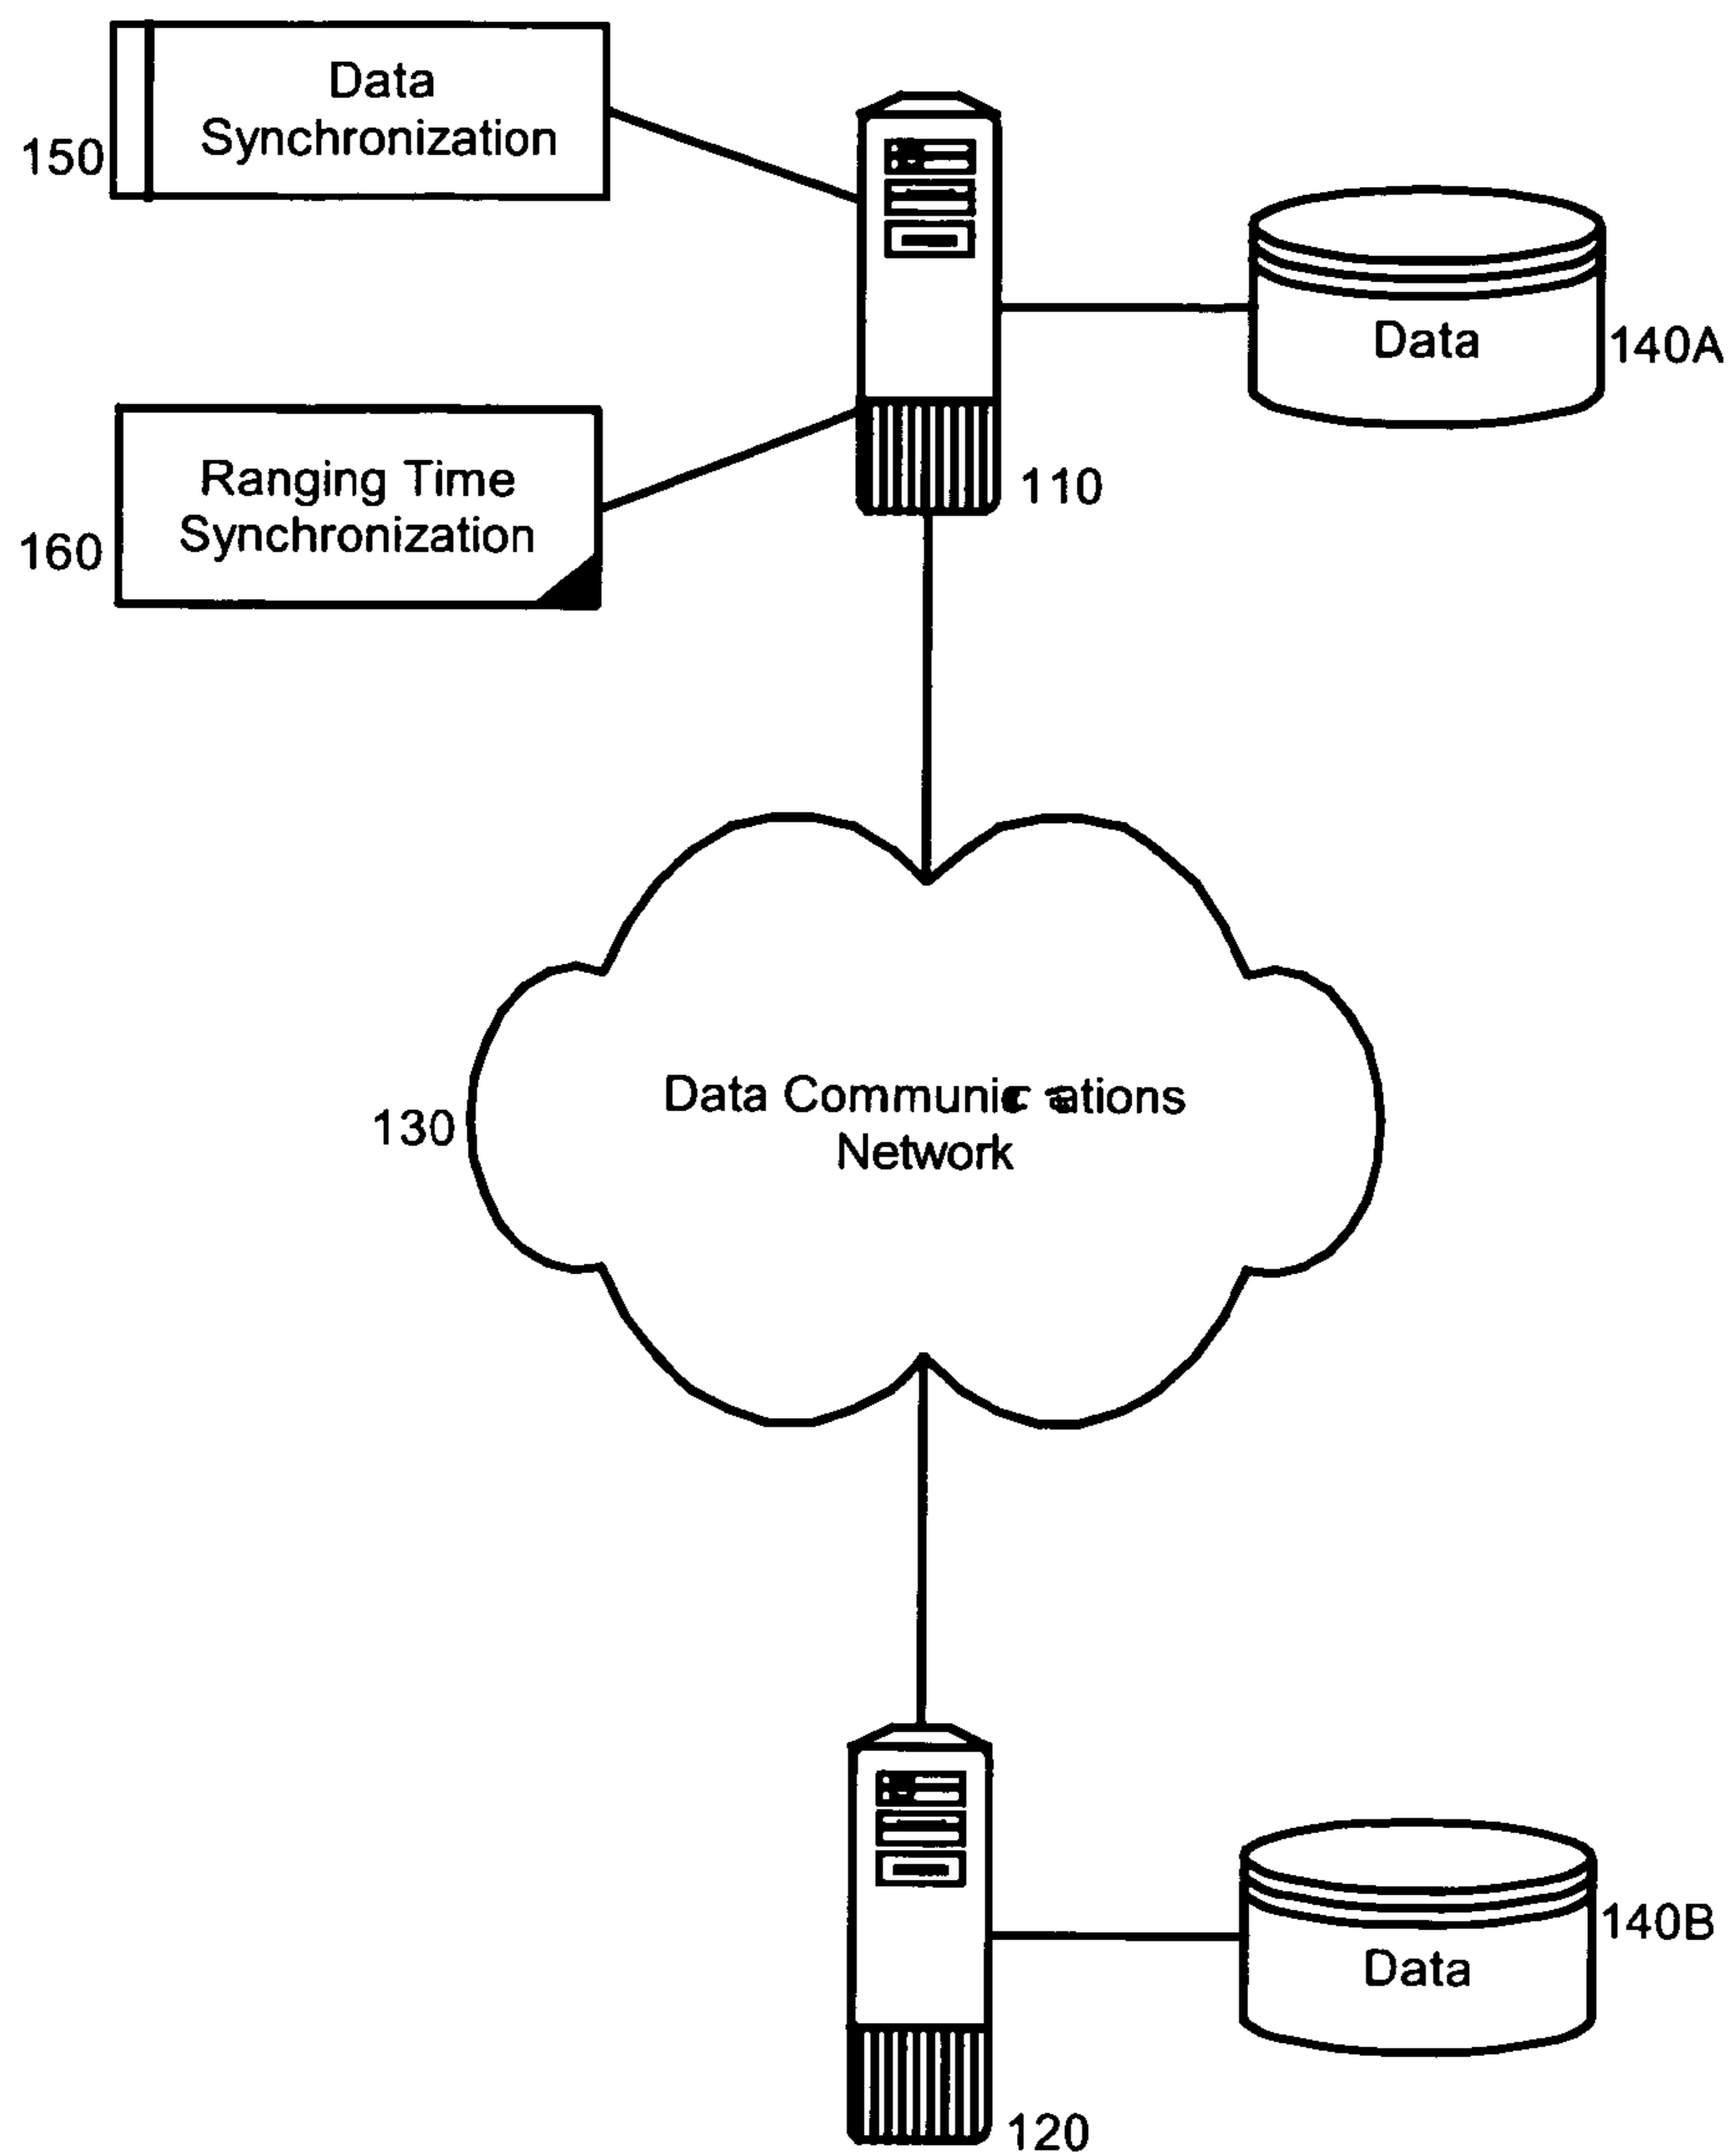 Data
Synchronization
150
Data
140A
Ranging Time
Synchronization
160
110
Data Communications
Network
130
Data
140B
120